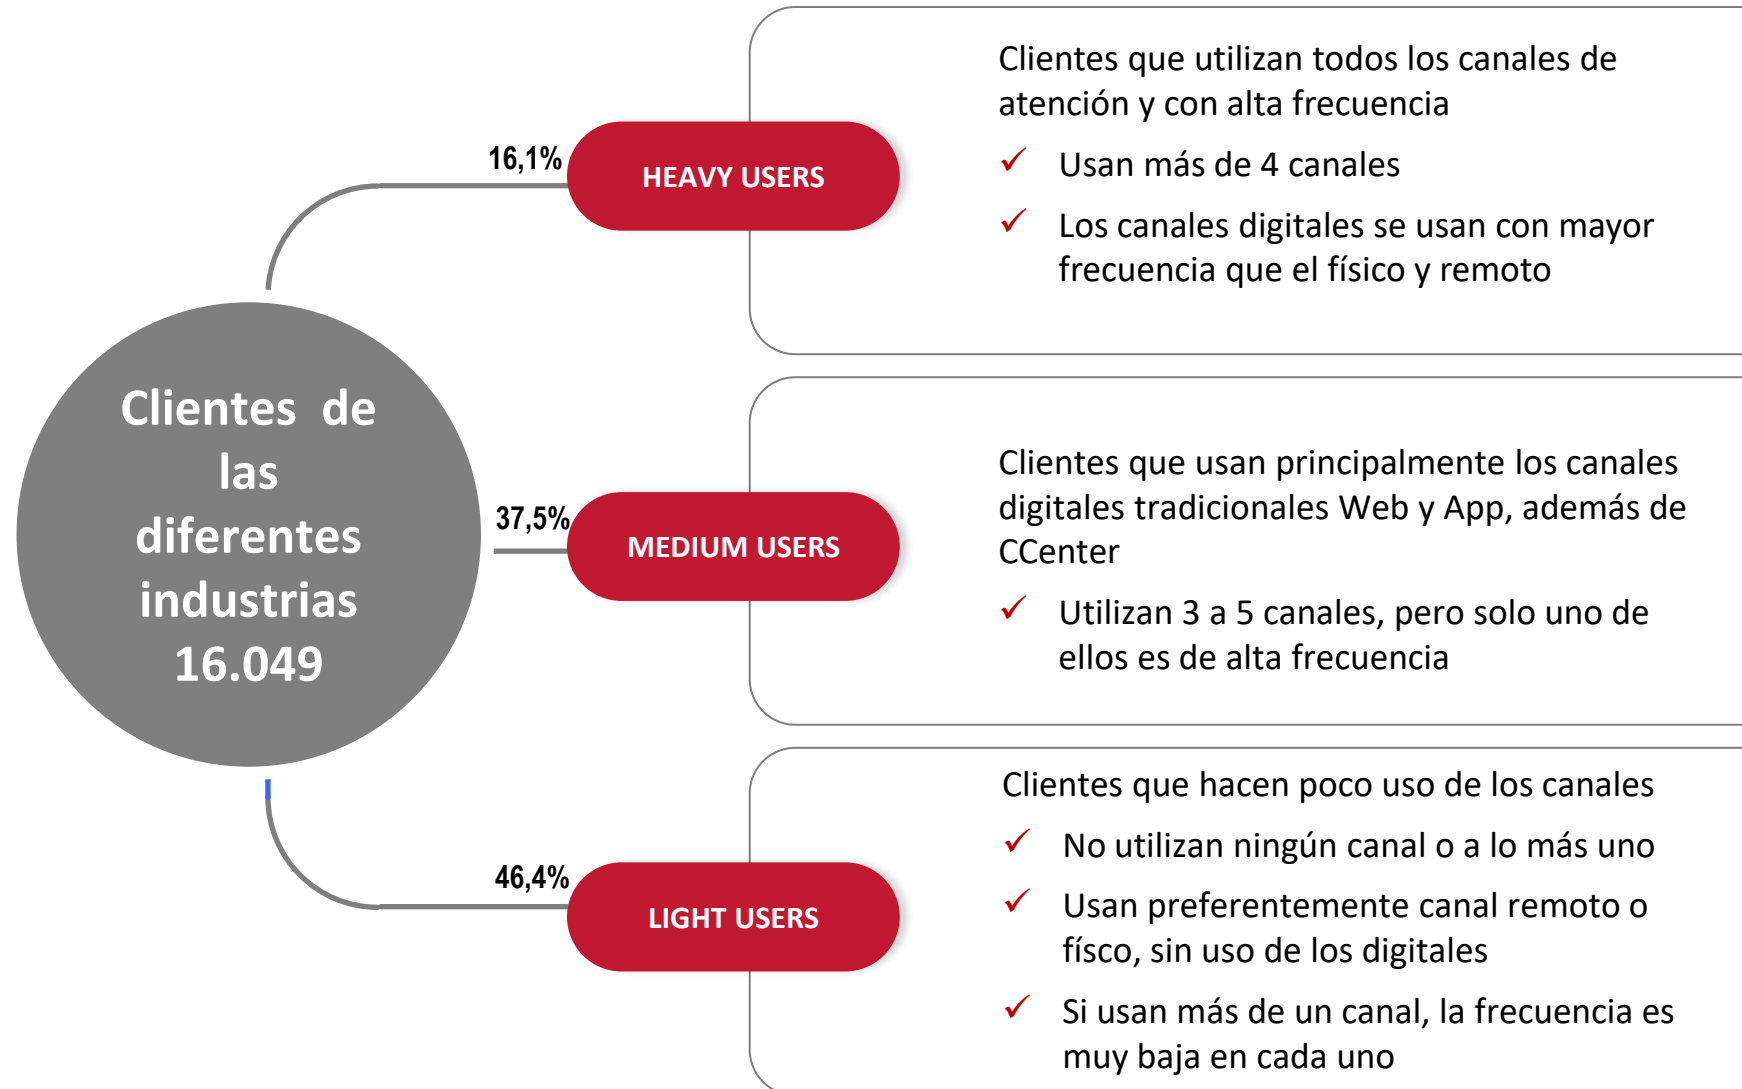 Clientes de
las
diferentes
industrias
16.049
16,1%
HEAVY USERS
Clientes que utilizan todos los canales de
atención y con alta frecuencia
✓ Usan más de 4 canales
✓ Los canales digitales se usan con mayor
frecuencia que el físico y remoto
37,5%
MEDIUM USERS
Clientes que usan principalmente los canales
digitales tradicionales Web y App, además de
CCenter
✓ Utilizan 3 a 5 canales, pero solo uno de
ellos es de alta frecuencia
46,4%
LIGHT USERS
Clientes que hacen poco uso de los canales
✓ No utilizan ningún canal o a lo más uno
✓ Usan preferentemente canal remoto o
físco, sin uso de los digitales
✓ Si usan más de un canal, la frecuencia es
muy baja en cada uno